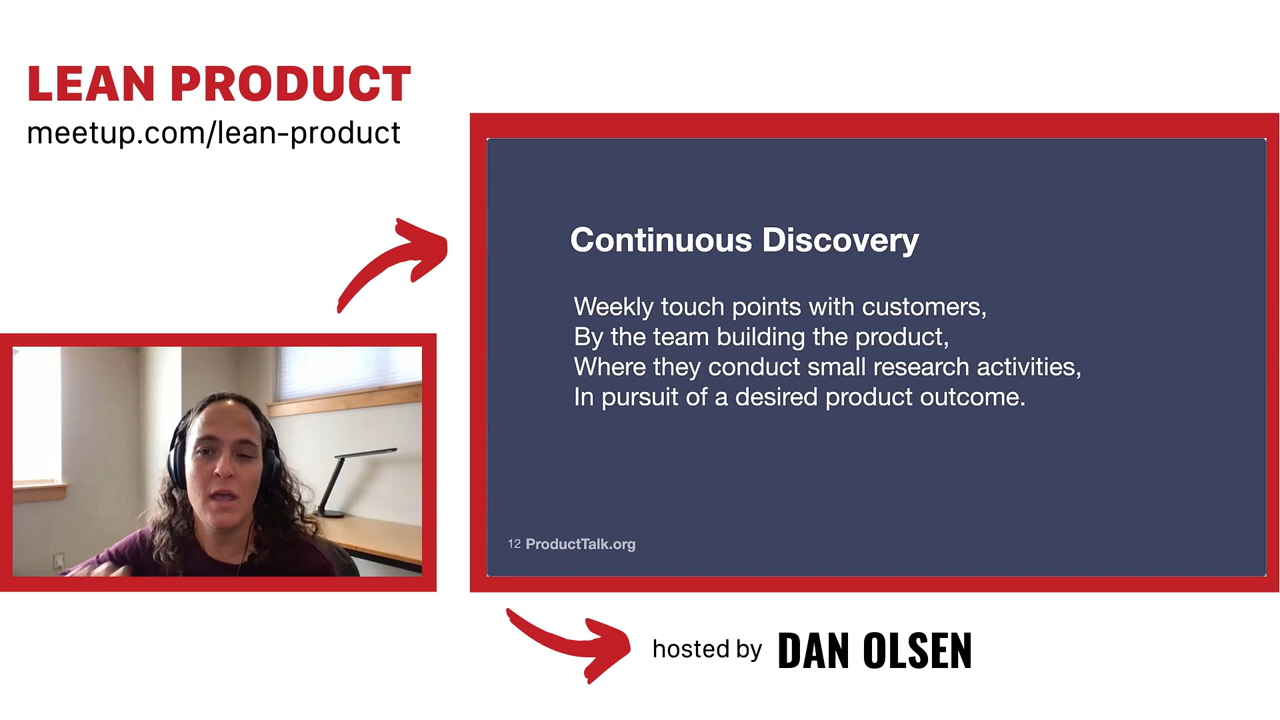 LEAN PRODUCT
meetup.com/lean-product
Continuous Discovery
Weekly touch points with customers,
By the team building the product,
Where they conduct small research activities,
In pursuit of a desired product outcome.
12 ProductTalk.org
hosted by DAN OLSEN